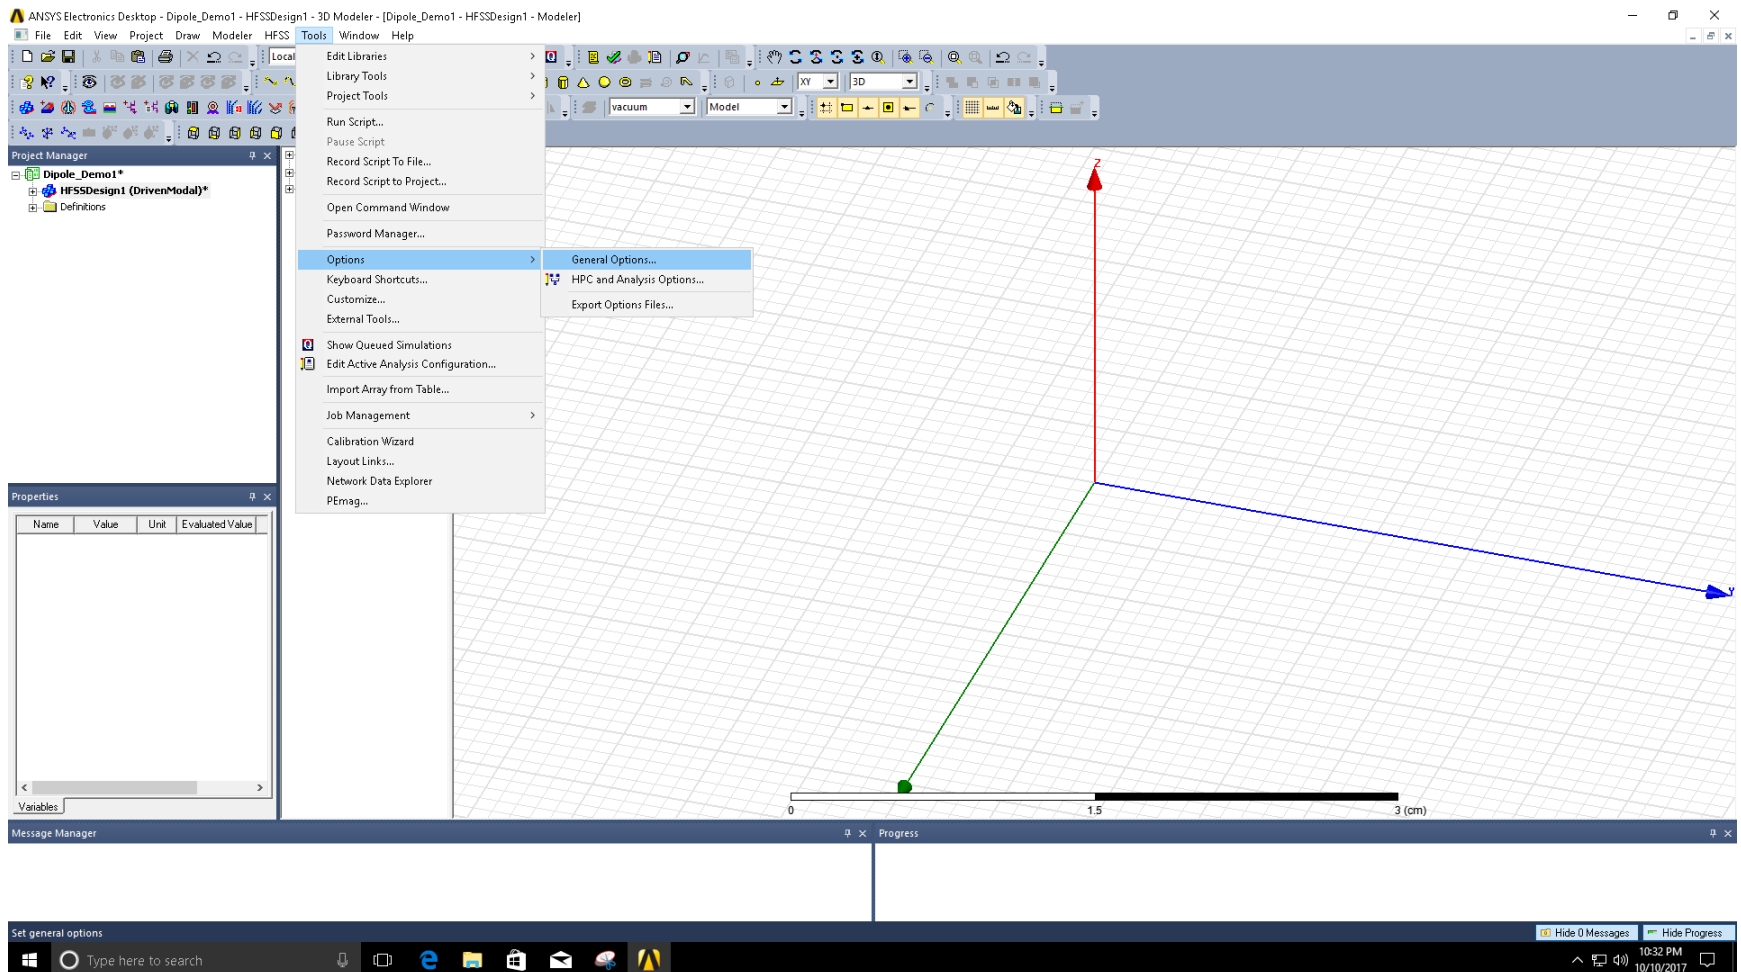 ANSYS Electronics Desktop - Dipole_Demo1 - HFSSDesign1 - 3D Modeler - [Dipole_Demo1 - HFSSDesign1 - Modeler]
File Edit View Project Draw Modeler HFSS Tools Window Help
Local
XY 3D
vacuum Model
Edit Libraries
Library Tools
Project Tools
Run Script...
Pause Script
Record Script To File...
Record Script to Project...
Open Command Window
Password Manager...
Options
Keyboard Shortcuts...
Customize...
External Tools...
Show Queued Simulations
Edit Active Analysis Configuration...
Import Array from Table...
Job Management
Calibration Wizard
Layout Links...
Network Data Explorer
PEmag...
General Options...
HPC and Analysis Options...
Export Options Files...
Project Manager
Dipole_Demo1*
HFSSDesign1 (DrivenModal)*
Definitions
Properties
Name Value Unit Evaluated Value
Variables
Z
Y
0 1.5 3 (cm)
Message Manager
Progress
Set general options
Hide 0 Messages Hide Progress
Type here to search
10:32 PM
10/10/2017